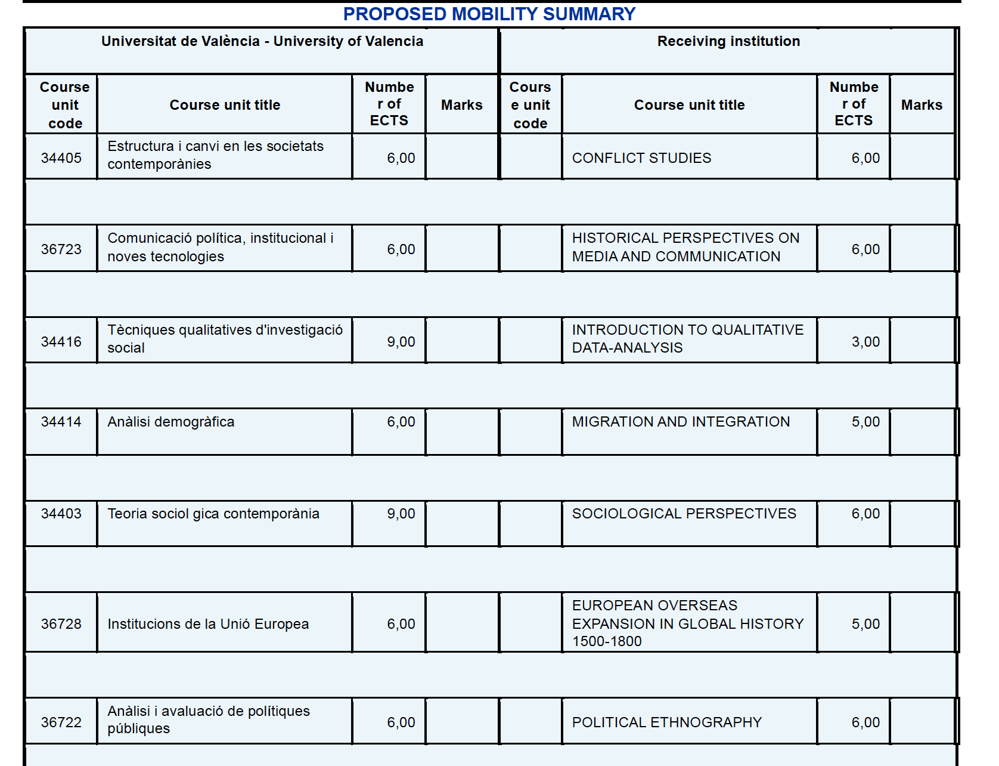 PROPOSED MOBILITY SUMMARY
Universitat de València - University of Valencia
Receiving institution
Course
unit
code
Course unit title
Numbe
r of
ECTS
Marks
Cours
e unit
code
Course unit title
Numbe
r of
ECTS
Marks
34405
Estructura i canvi en les societats
contemporànies
6,00
CONFLICT STUDIES
6,00
36723
Comunicació política, institucional i
noves tecnologies
6,00
HISTORICAL PERSPECTIVES ON
MEDIA AND COMMUNICATION
6,00
34416
Tècniques qualitatives d'investigació
social
9,00
INTRODUCTION TO QUALITATIVE
DATA-ANALYSIS
3,00
34414
Anàlisi demogràfica
6,00
MIGRATION AND INTEGRATION
5,00
34403
Teoria sociol gica contemporània
9,00
SOCIOLOGICAL PERSPECTIVES
6,00
36728
Institucions de la Unió Europea
6,00
EUROPEAN OVERSEAS
EXPANSION IN GLOBAL HISTORY
1500-1800
5,00
36722
Anàlisi i avaluació de polítiques
públiques
6,00
POLITICAL ETHNOGRAPHY
6,00